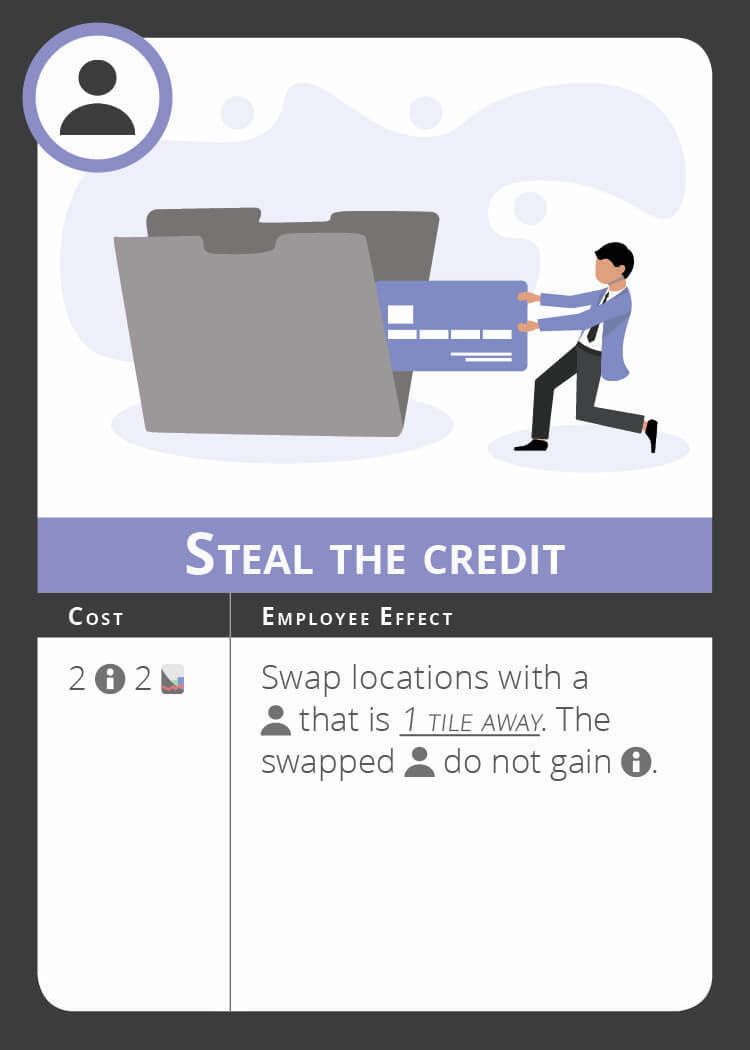 Steal the credit
Cost
Employee Effect
2 2
Swap locations with a
that is 1 tile away. The
swapped do not gain .